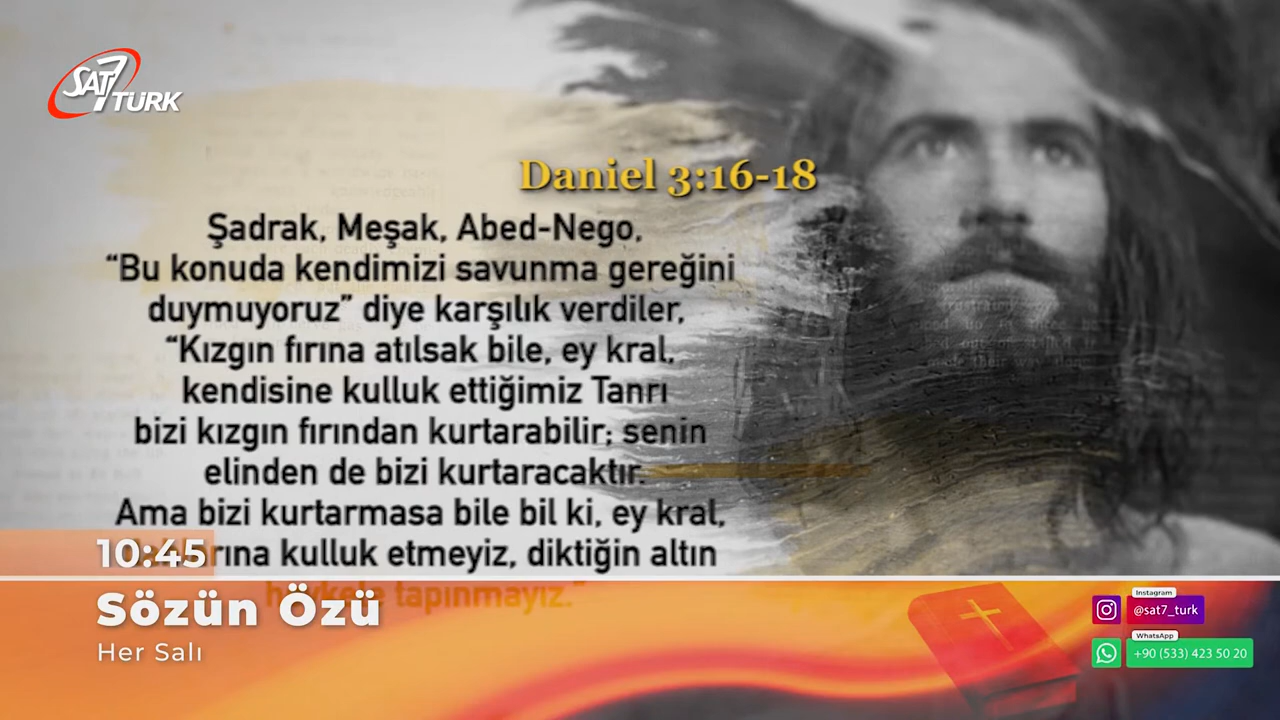 SAT7
TURK
Daniel 3:16-18
Şadrak, Meşak, Abed-Nego,
“Bu konuda kendimizi savunma gereğini
duymuyoruz” diye karşılık verdiler,
“Kızgın fırına atılsak bile, ey kral,
kendisine kulluk ettiğimiz Tanrı
bizi kızgın fırından kurtarabilir; senin
elinden de bizi kurtaracaktır.
Ama bizi kurtarmasa bile bil ki, ey kral,
kulluk etmeyiz, diktiğin altın
tapınmayız.”
10:45
Sözün Özü
Her Salı
Instagram
@sat7_turk
WhatsApp
+90 (533) 423 50 20